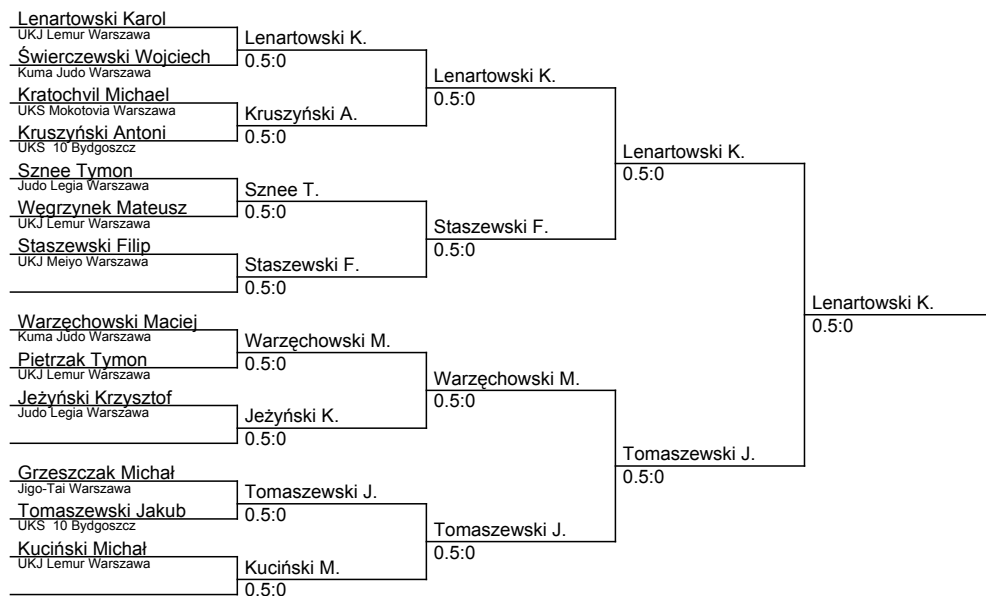 Lenartowski Karol
UKJ Lemur Warszawa
Świerczewski Wojciech
Kuma Judo Warszawa
Kratochvil Michael
UKS Mokotovia Warszawa
Kruszyński Antoni
UKS 10 Bydgoszcz
Sznee Tymon
Judo Legia Warszawa
Węgrzynek Mateusz
UKJ Lemur Warszawa
Staszewski Filip
UKJ Meiyo Warszawa
Warzęchowski Maciej
Kuma Judo Warszawa
Pietrzak Tymon
UKJ Lemur Warszawa
Jeżyński Krzysztof
Judo Legia Warszawa
Grzeszczak Michał
Jigo-Tai Warszawa
Tomaszewski Jakub
UKS 10 Bydgoszcz
Kuciński Michał
UKJ Lemur Warszawa
Lenartowski K.
0.5:0
Kruszyński A.
0.5:0
Sznee T.
0.5:0
Staszewski F.
0.5:0
Warzęchowski M.
0.5:0
Jeżyński K.
0.5:0
Tomaszewski J.
0.5:0
Kuciński M.
0.5:0
Lenartowski K.
0.5:0
Staszewski F.
0.5:0
Warzęchowski M.
0.5:0
Tomaszewski J.
0.5:0
Lenartowski K.
0.5:0
Tomaszewski J.
0.5:0
Lenartowski K.
0.5:0